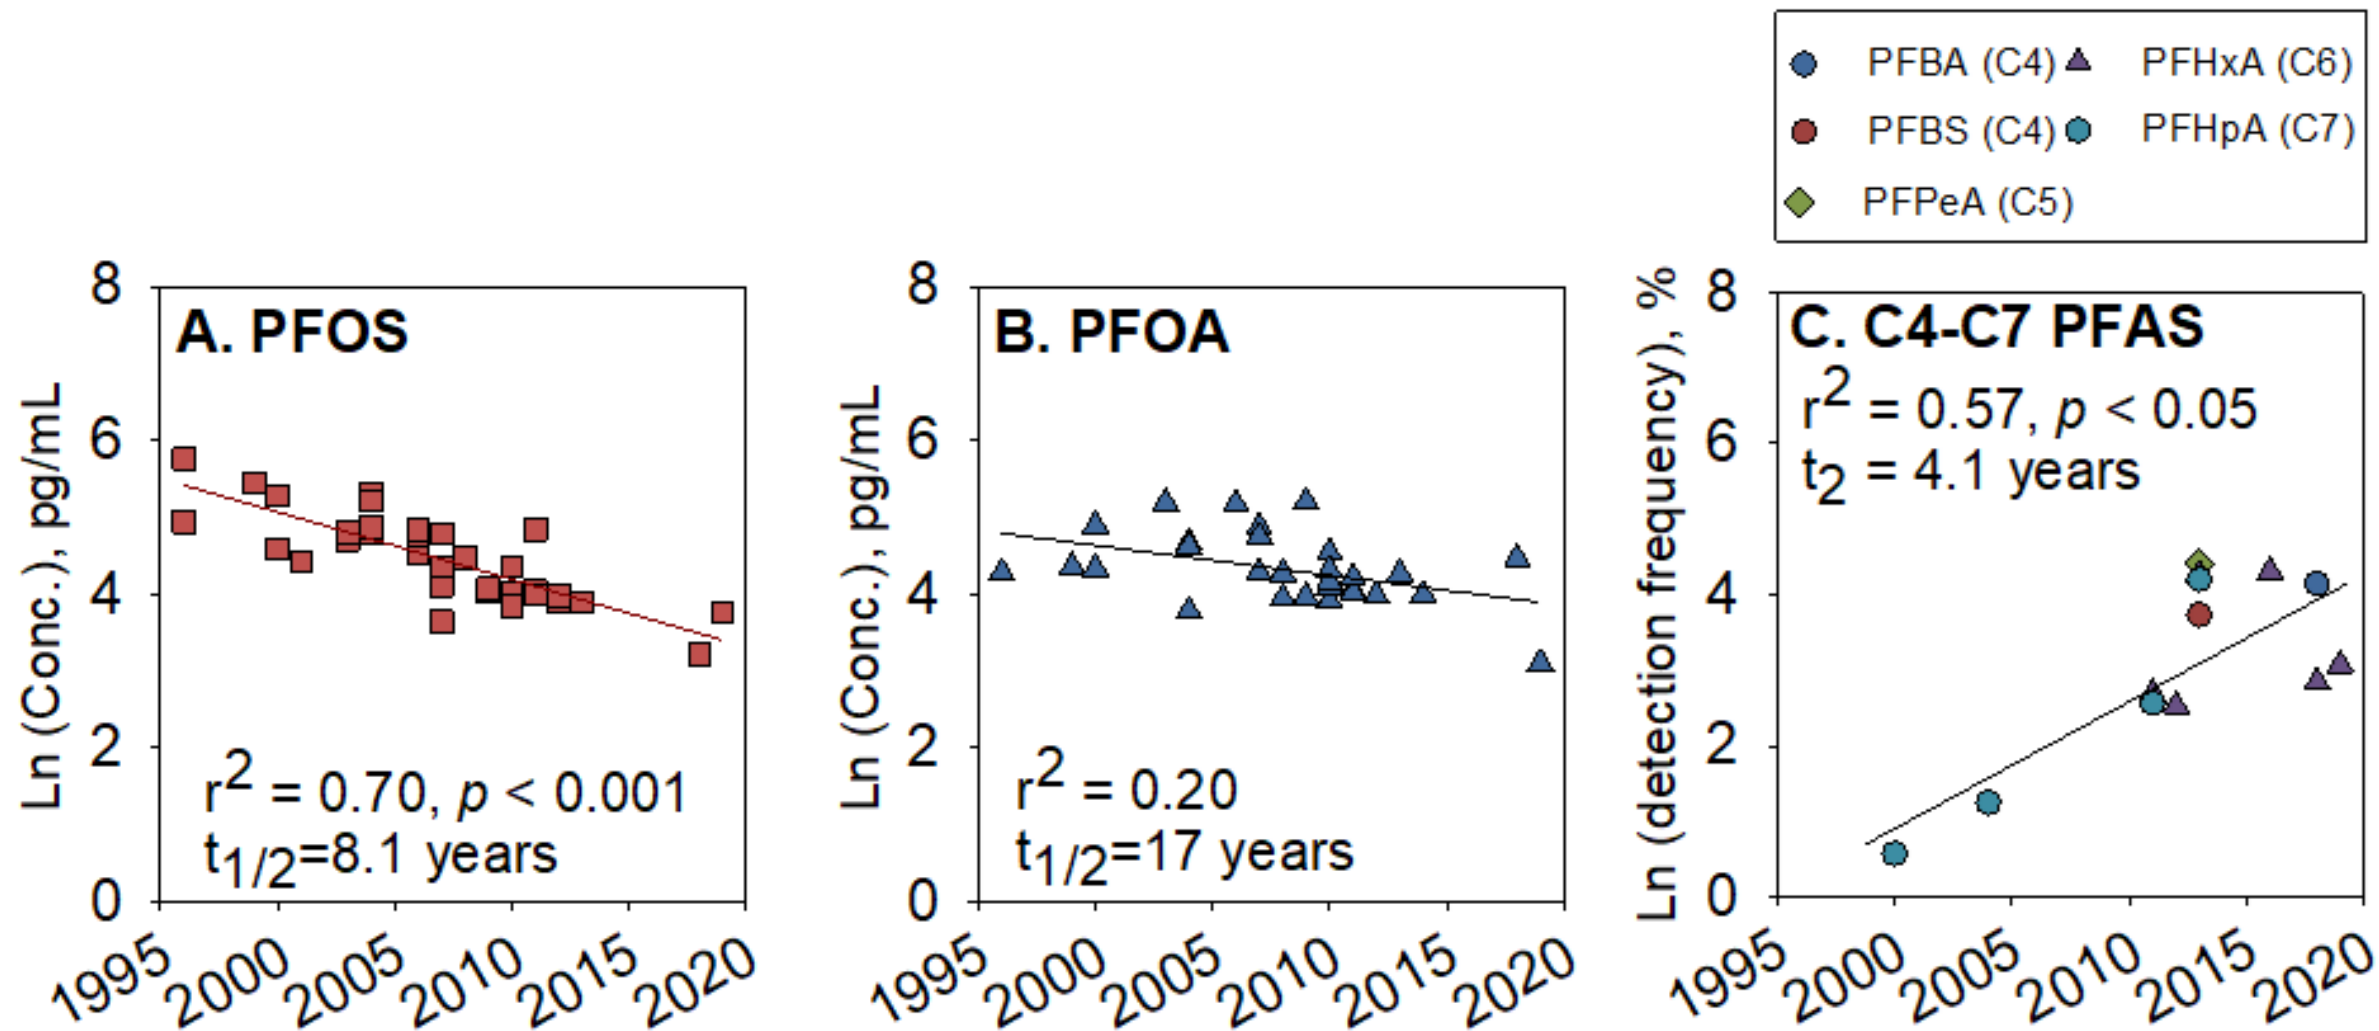 PFBA (C4) PFHxA (C6)
PFBS (C4) PFHpA (C7)
PFPeA (C5)
A. PFOS
Ln (Conc.), pg/mL
8
6
4
2
0
r2 = 0.70, p < 0.001
t1/2=8.1 years
1995 2000 2005 2010 2015 2020
B. PFOA
Ln (Conc.), pg/mL
8
6
4
2
0
r2 = 0.20
t1/2=17 years
1995 2000 2005 2010 2015 2020
C. C4-C7 PFAS
r2 = 0.57, p < 0.05
t2 = 4.1 years
Ln (detection frequency), %
8
6
4
2
0
1995 2000 2005 2010 2015 2020